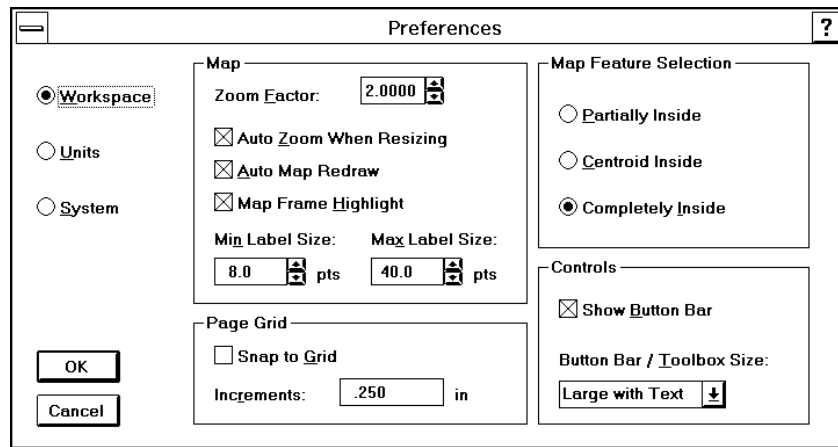 Preferences
?
Workspace
Units
System
OK
Cancel
Map
Zoom Factor: 2.0000
Auto Zoom When Resizing
Auto Map Redraw
Map Frame Highlight
Min Label Size: Max Label Size:
8.0 pts 40.0 pts
Page Grid
Snap to Grid
Increments: .250 in
Map Feature Selection
Partially Inside
Centroid Inside
Completely Inside
Controls
Show Button Bar
Button Bar / Toolbox Size:
Large with Text